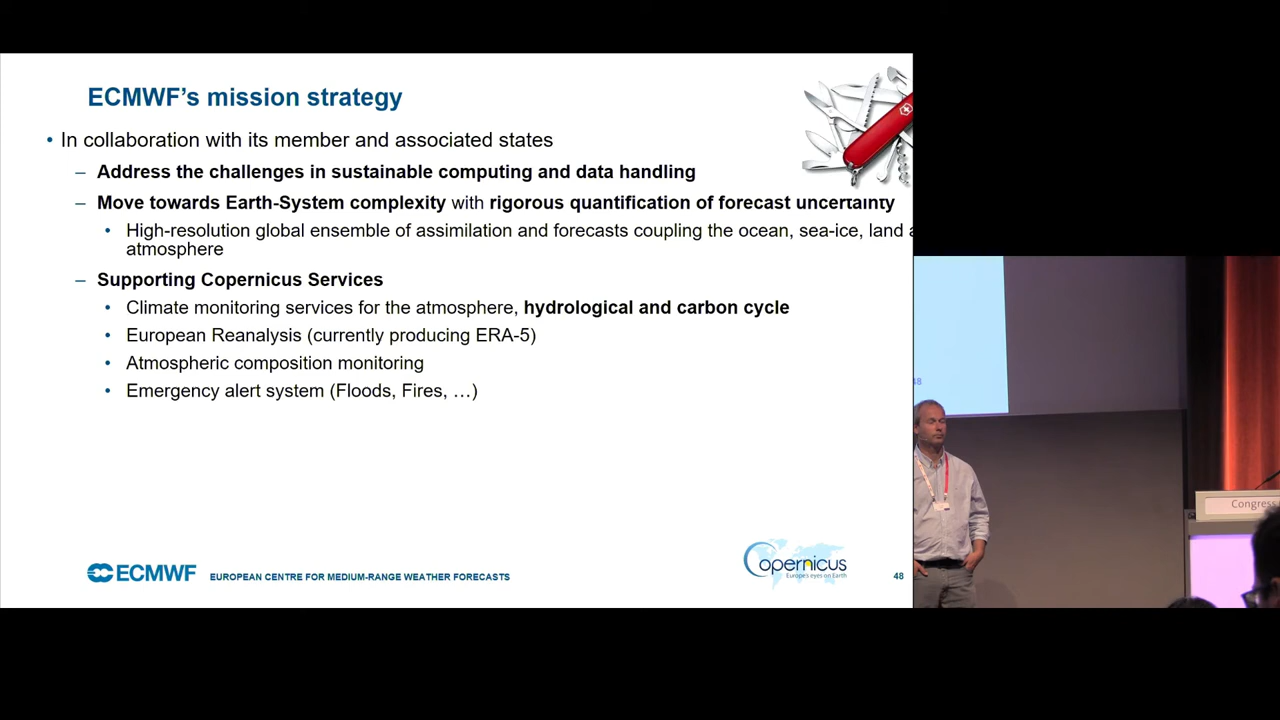 ECMWF's mission strategy
• In collaboration with its member and associated states
– Address the challenges in sustainable computing and data handling
– Move towards Earth-System complexity with rigorous quantification of forecast uncertainty
• High-resolution global ensemble of assimilation and forecasts coupling the ocean, sea-ice, land
atmosphere
– Supporting Copernicus Services
• Climate monitoring services for the atmosphere, hydrological and carbon cycle
• European Reanalysis (currently producing ERA-5)
• Atmospheric composition monitoring
• Emergency alert system (Floods, Fires, …)
48
Congress
ECMWF EUROPEAN CENTRE FOR MEDIUM-RANGE WEATHER FORECASTS
Copernicus
Europe's eyes on Earth
48